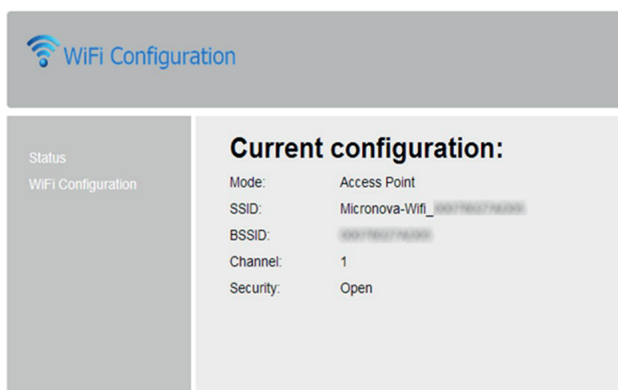 WiFi Configuration
Status
WiFi Configuration
Current configuration:
Mode: Access Point
SSID: Micronova-Wifi_
BSSID:
Channel: 1
Security: Open